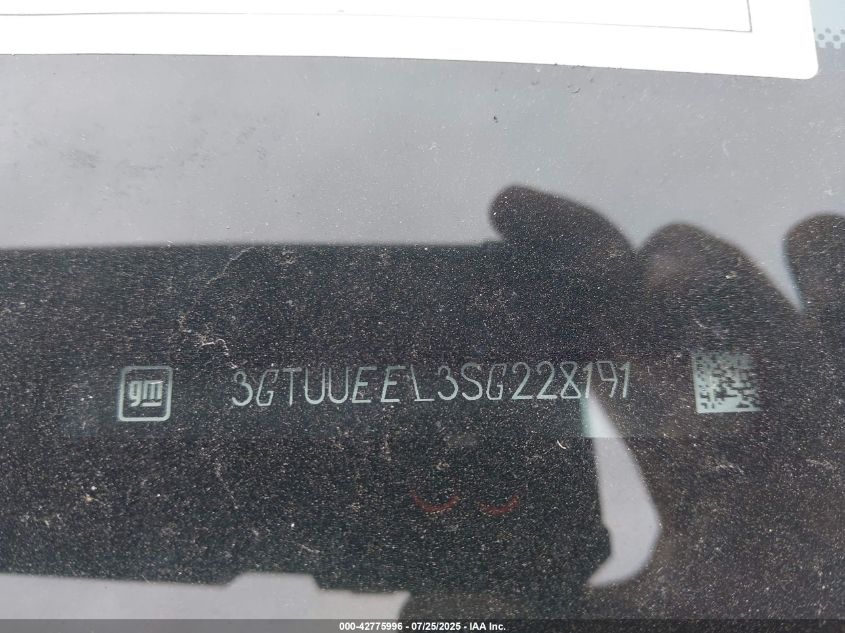 gm 3GTUUEEL3SG228191
000-42775996 - 07/25/2025 - IAA Inc.